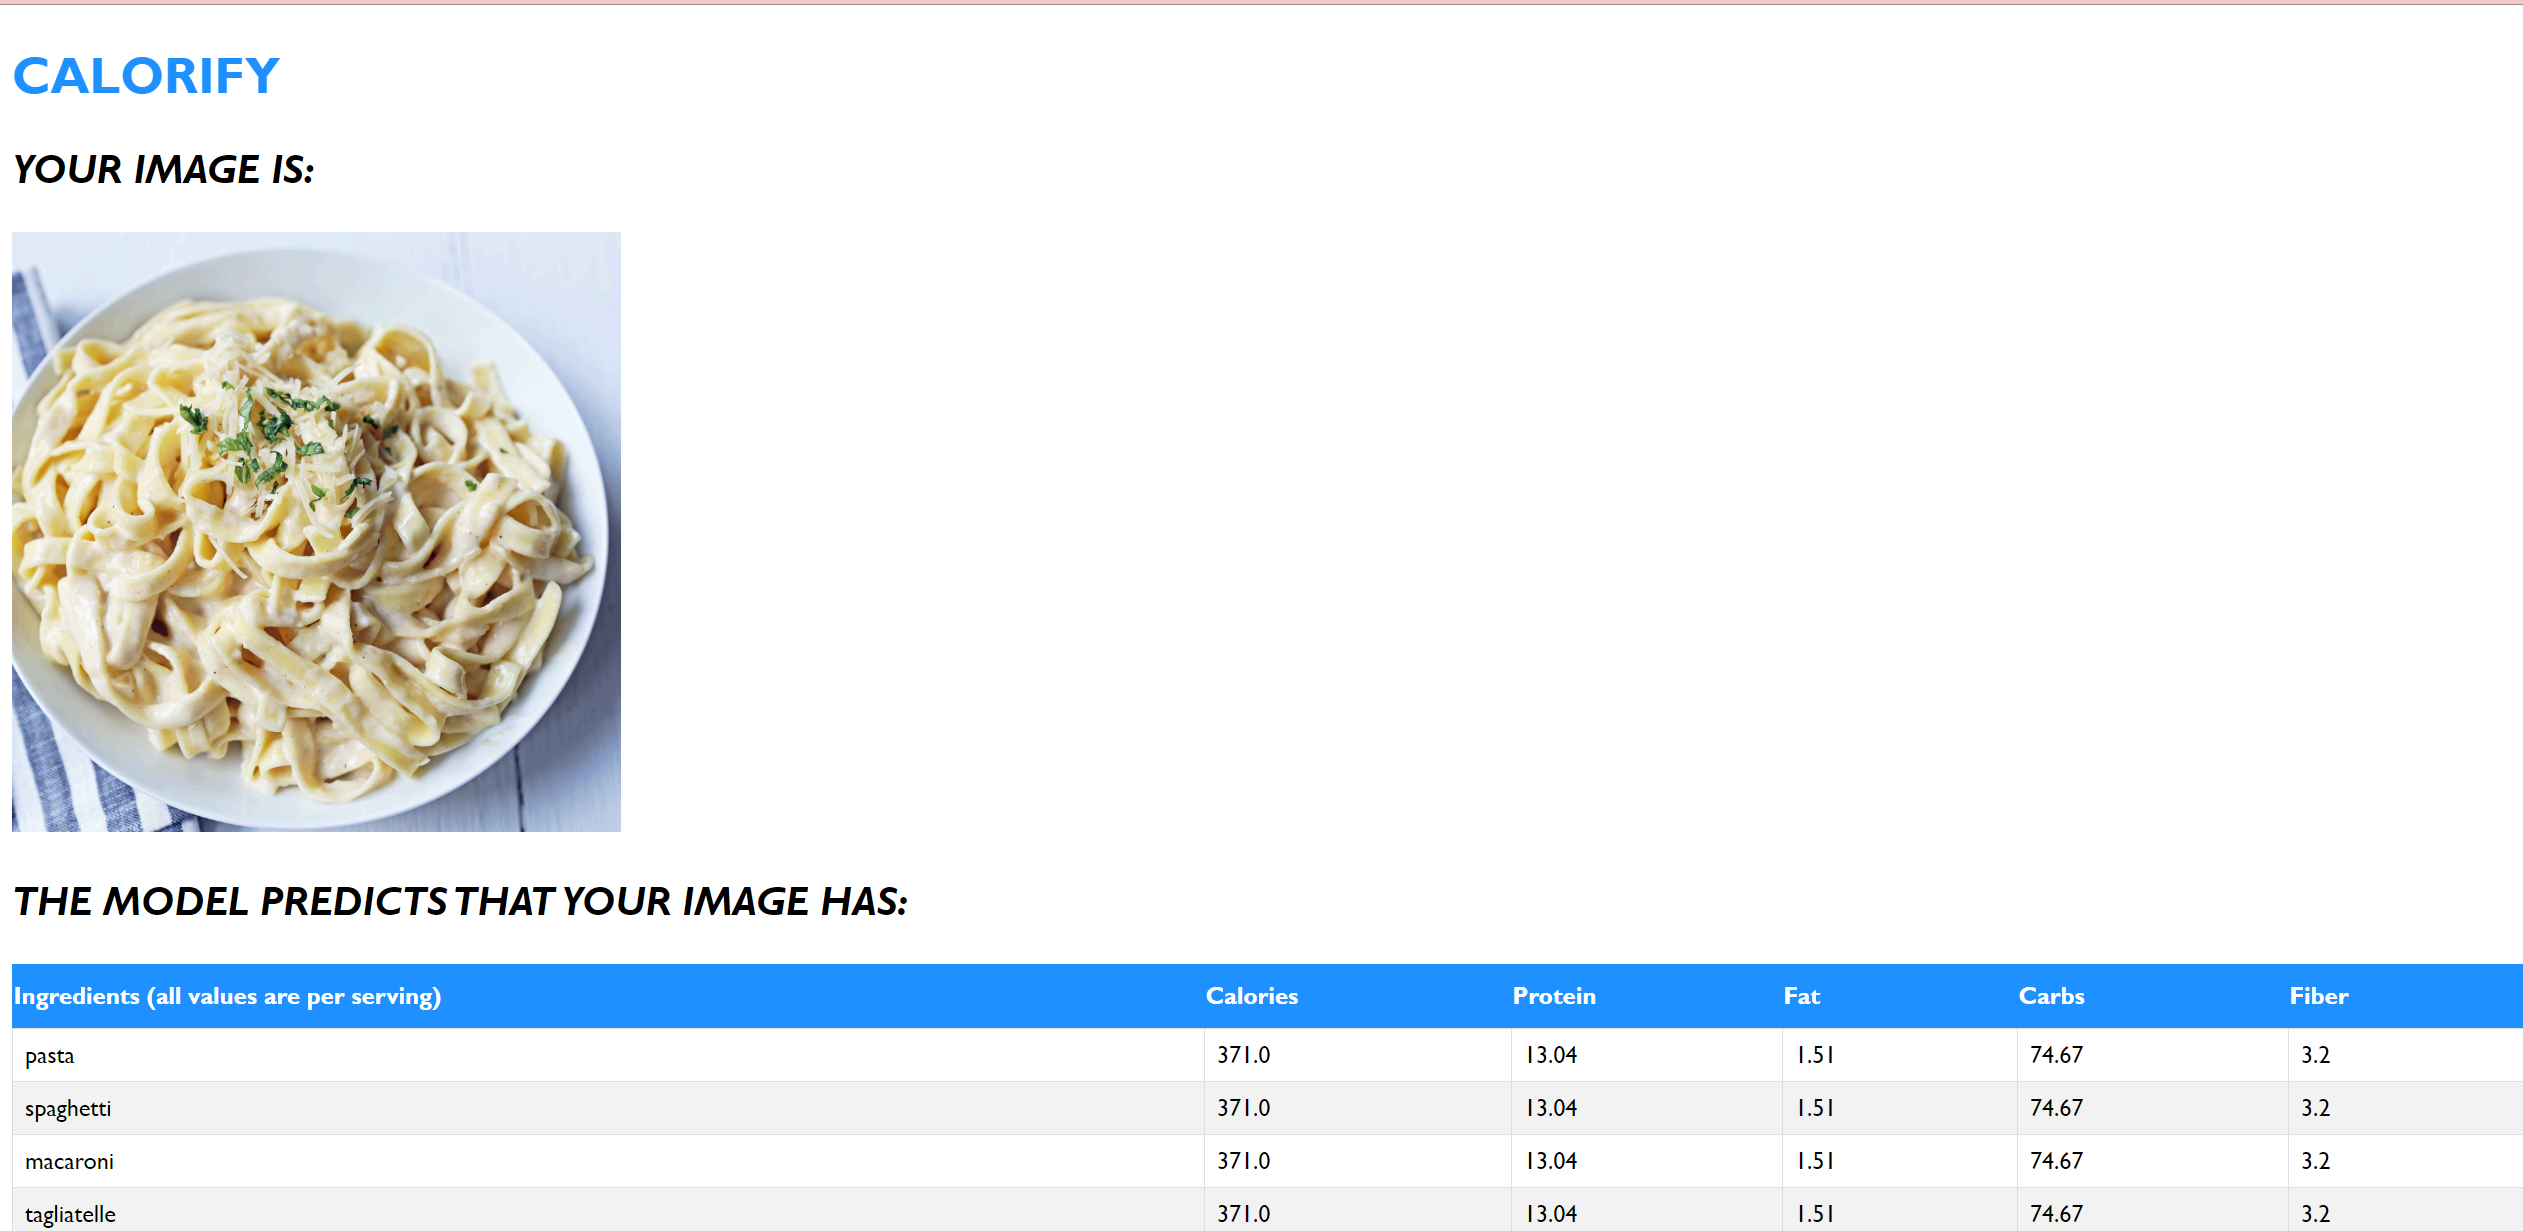 CALORIFY
YOUR IMAGE IS:
THE MODEL PREDICTS THAT YOUR IMAGE HAS:
Ingredients (all values are per serving) Calories Protein Fat Carbs Fiber
pasta 371.0 13.04 1.51 74.67 3.2
spaghetti 371.0 13.04 1.51 74.67 3.2
macaroni 371.0 13.04 1.51 74.67 3.2
tagliatelle 371.0 13.04 1.51 74.67 3.2